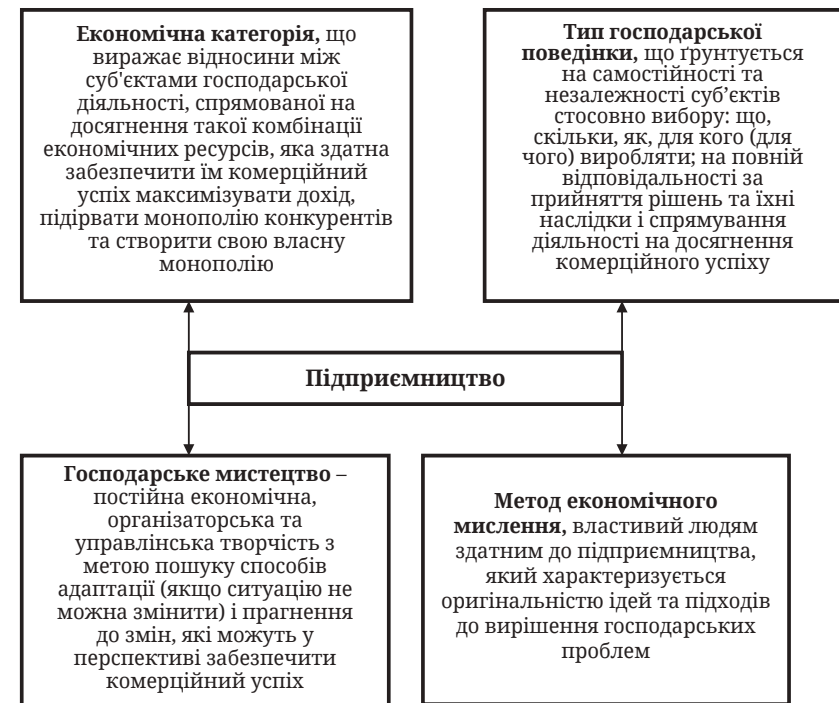 Економічна категорія, що
виражає відносини між
суб'єктами господарської
діяльності, спрямованої на
досягнення такої комбінації
економічних ресурсів, яка здатна
забезпечити їм комерційний
успіх максимізувати дохід,
підірвати монополію конкурентів
та створити свою власну
монополію
Тип господарської
поведінки, що ґрунтується
на самостійності та
незалежності суб’єктів
стосовно вибору: що,
скільки, як, для кого (для
чого) виробляти; на повній
відповідальності за
прийняття рішень та їхні
наслідки і спрямування
діяльності на досягнення
комерційного успіху
Підприємництво
Господарське мистецтво –
постійна економічна,
організаторська та
управлінська творчість з
метою пошуку способів
адаптації (якщо ситуацію не
можна змінити) і прагнення
до змін, які можуть у
перспективі забезпечити
комерційний успіх
Метод економічного
мислення, властивий людям
здатним до підприємництва,
який характеризується
оригінальністю ідей та підходів
до вирішення господарських
проблем